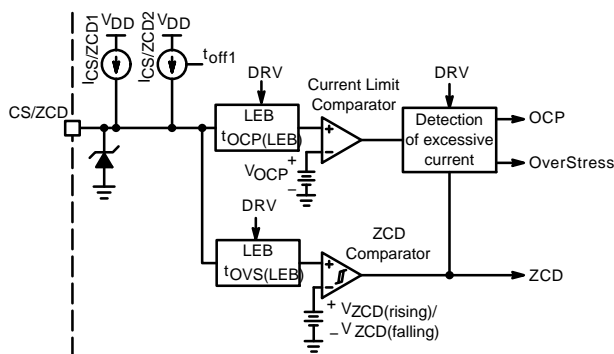 VDD
VDD
ICS/ZCD1
ICS/ZCD2
toff1
DRV
Current Limit
Comparator
DRV
CS/ZCD
LEB
tOCP(LEB)
+
−
Detection
of excessive
current
OCP
OverStress
VOCP
+
−
DRV
ZCD
Comparator
LEB
tOVS(LEB)
+
−
ZCD
+
−
VZCD(rising)/
VZCD(falling)